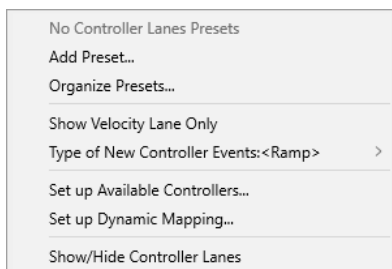 No Controller Lanes Presets
Add Preset...
Organize Presets...
Show Velocity Lane Only
Type of New Controller Events:<Ramp>
Set up Available Controllers...
Set up Dynamic Mapping...
Show/Hide Controller Lanes